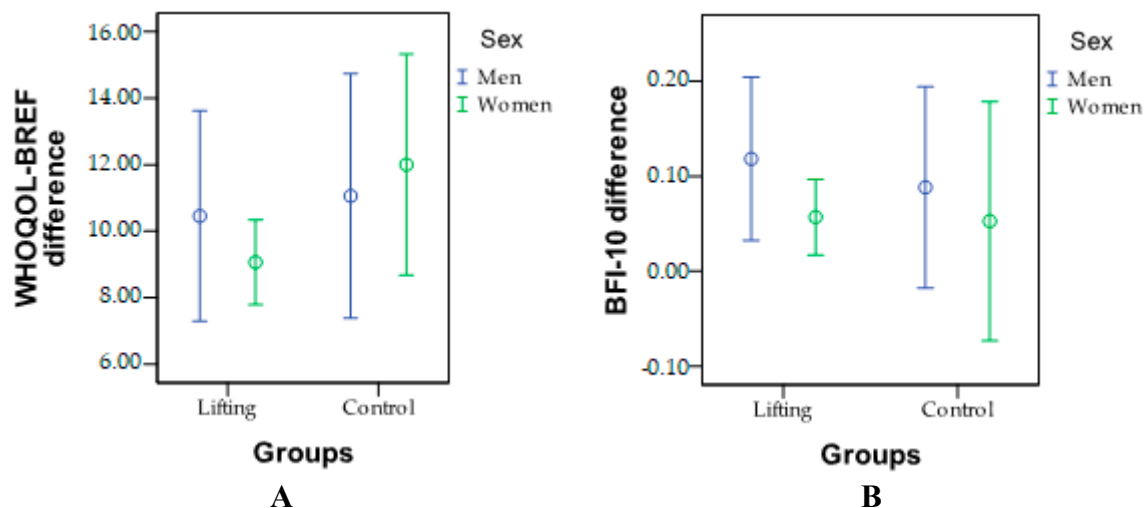 WHOQOL-BREF
difference
16.00
14.00
12.00
10.00
8.00
6.00
Lifting Control
Groups
Sex
Men
Women
A
BFI-10 difference
0.20
0.10
0.00
-0.10
Lifting Control
Groups
Sex
Men
Women
B